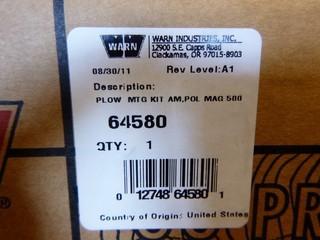 WARN
WARN INDUSTRIES, INC.
12900 S.E. Capps Road
Clackamas, OR 97015-8903
08/30/11 Rev Level:A1
Description:
PLOW MTG KIT AM,POL MAG 500
64580
QTY: 1
0 12748 64580 1
Country of Origin: United States
PR
®